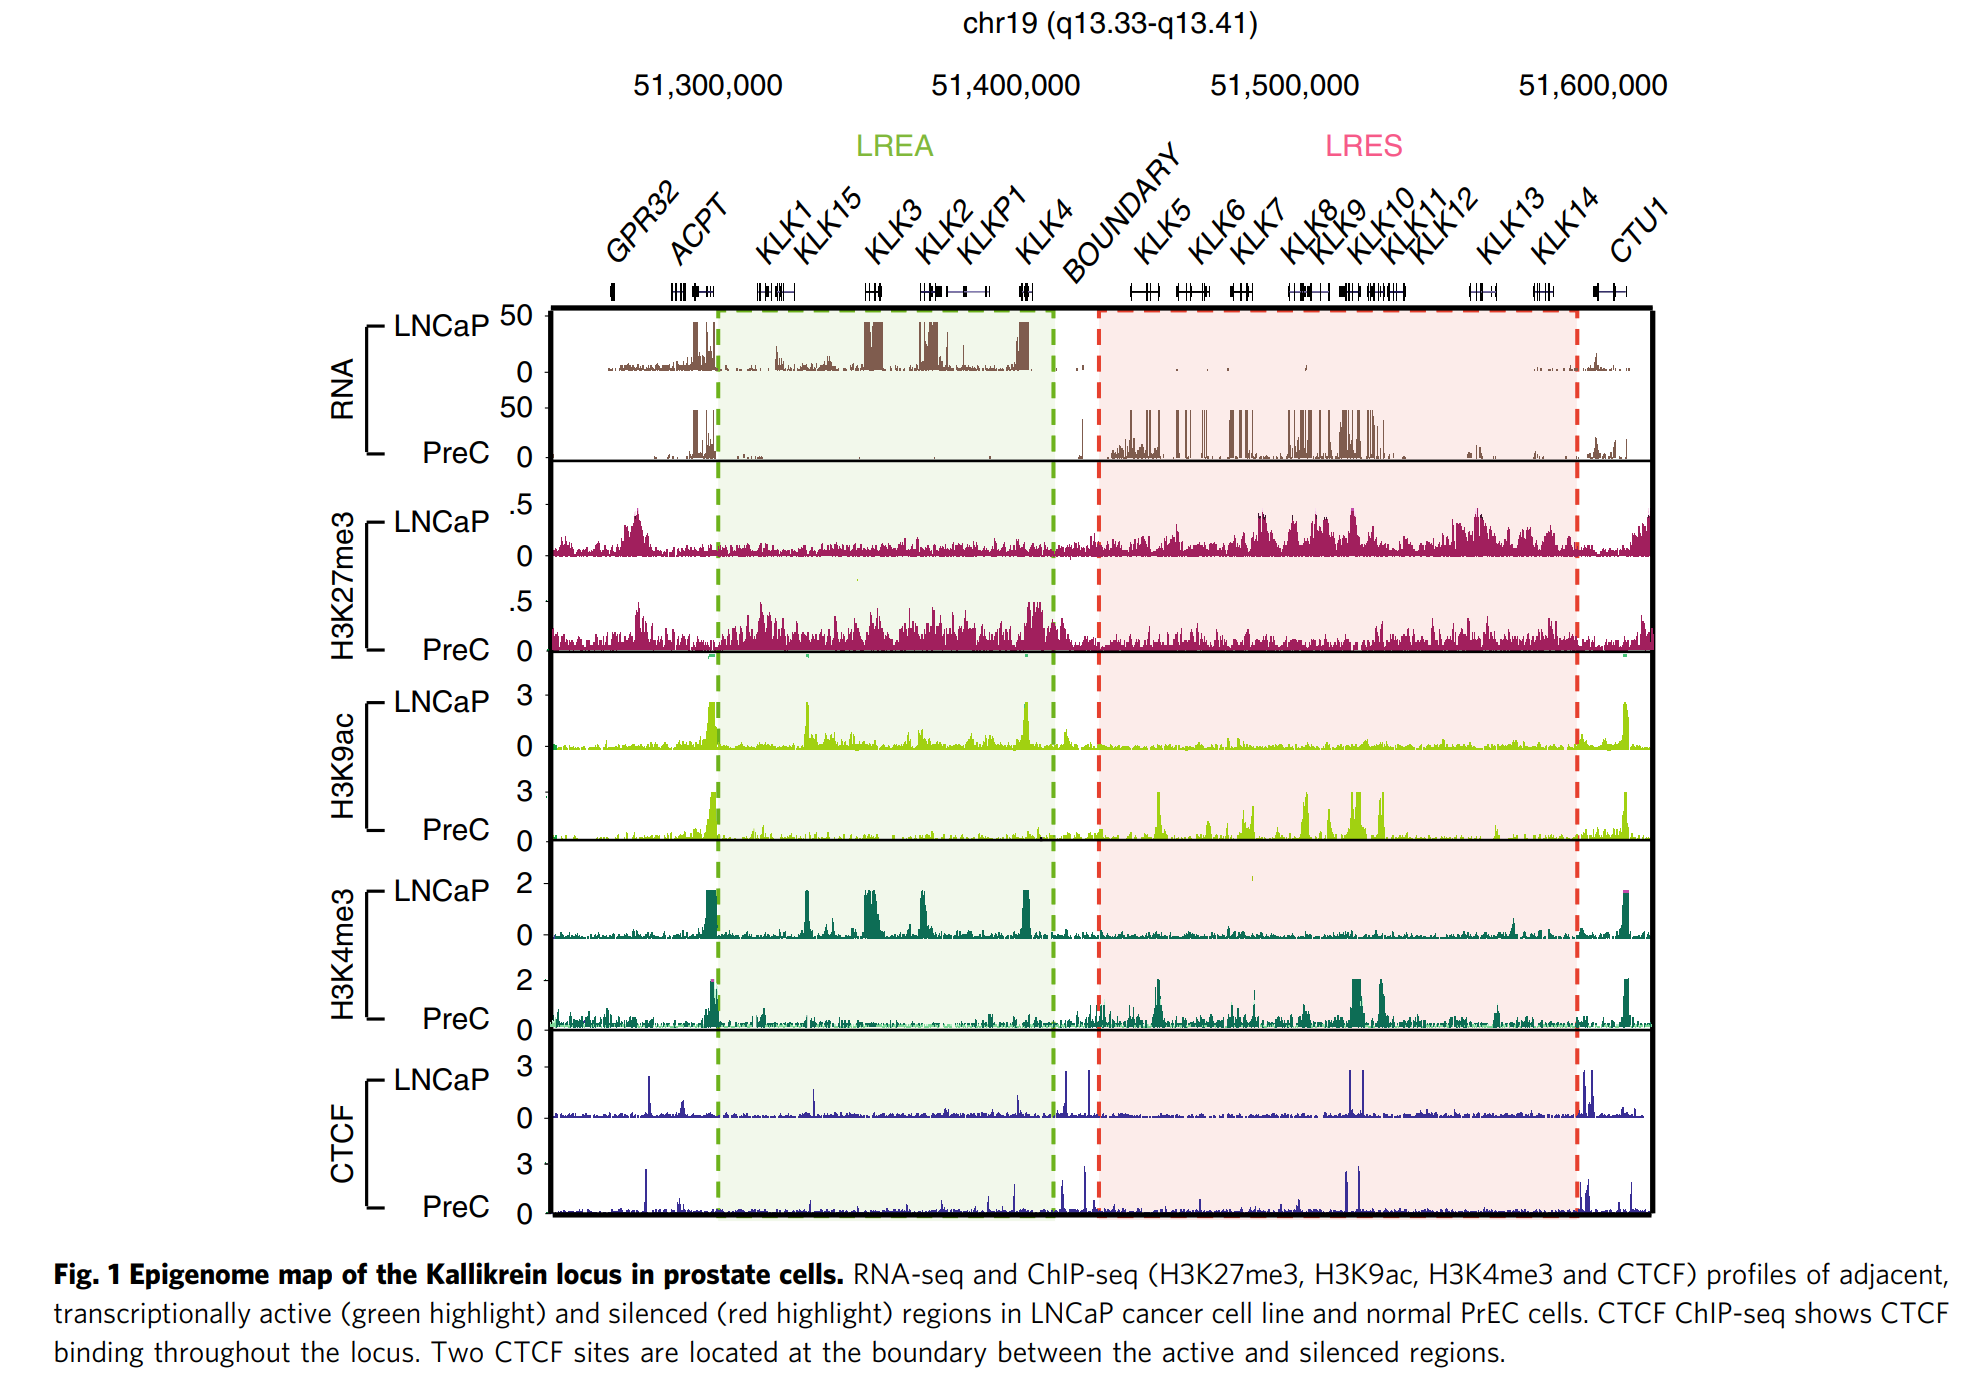 chr19 (q13.33-q13.41)
51,300,000 51,400,000 51,500,000 51,600,000
LREA LRES
GPR32 ACPT KLK1 KLK15 KLK3 KLK2 KLKP1 KLK4 BOUNDARY KLK5 KLK6 KLK7 KLK8 KLK9 KLK10 KLK11 KLK12 KLK13 KLK14 CTU1
RNA
LNCaP 50
0
50
PreC 0
H3K27me3
.5
LNCaP
0
.5
PreC 0
H3K9ac
LNCaP 3
0
3
PreC 0
H3K4me3
LNCaP 2
0
2
PreC 0
CTCF
3
LNCaP
0
3
PreC 0
Fig. 1 Epigenome map of the Kallikrein locus in prostate cells. RNA-seq and ChIP-seq (H3K27me3, H3K9ac, H3K4me3 and CTCF) profiles of adjacent,
transcriptionally active (green highlight) and silenced (red highlight) regions in LNCaP cancer cell line and normal PrEC cells. CTCF ChIP-seq shows CTCF
binding throughout the locus. Two CTCF sites are located at the boundary between the active and silenced regions.